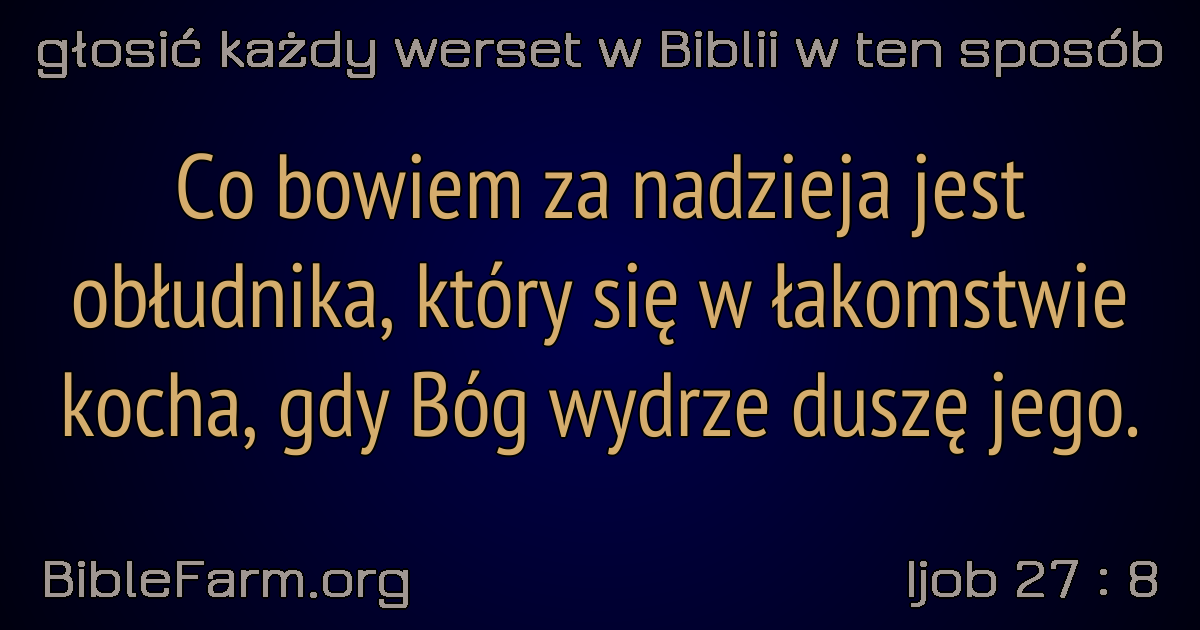 głosić każdy werset w Biblii w ten sposób
Co bowiem za nadzieja jest
obłudnika, który się w łakomstwie
kocha, gdy Bóg wydrze duszę jego.
BibleFarm.org
Ijob 27 : 8